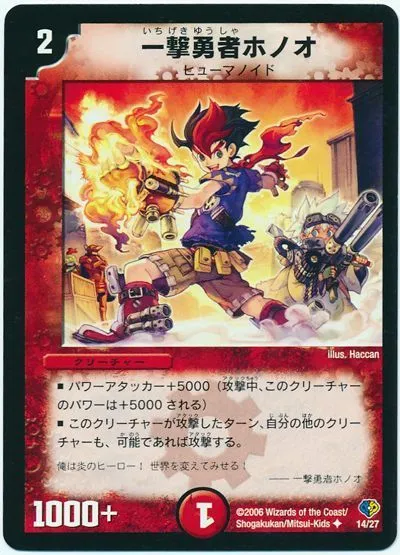 2
いちげきゆうしゃ
一撃勇者ホノオ
ヒューマノイド
illus. Haccan
クリーチャー
■ パワーアタッカー+5000 (攻撃中、このクリーチャー
のパワーは+5000 される)
■ このクリーチャーが攻撃したターン、自分の他のクリ
ーチャーも、可能であれば攻撃する。
俺は炎のヒーロー! 世界を変えてみせる!
—— 一撃勇者ホノオ
1000+
1
©2006 Wizards of the Coast/
Shogakukan/Mitsui-Kids
14/27